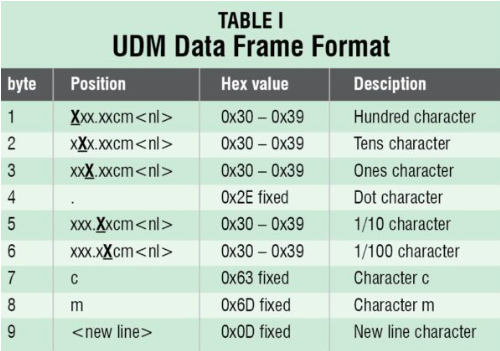 TABLE I
UDM Data Frame Format
byte Position Hex value Desciption
1 Xxx.xxcm<nl> 0x30 – 0x39 Hundred character
2 xXx.xxcm<nl> 0x30 – 0x39 Tens character
3 xxX.xxcm<nl> 0x30 – 0x39 Ones character
4 . 0x2E fixed Dot character
5 xxx.Xxcm<nl> 0x30 – 0x39 1/10 character
6 xxx.xXcm<nl> 0x30 – 0x39 1/100 character
7 c 0x63 fixed Character c
8 m 0x6D fixed Character m
9 <new line> 0x0D fixed New line character